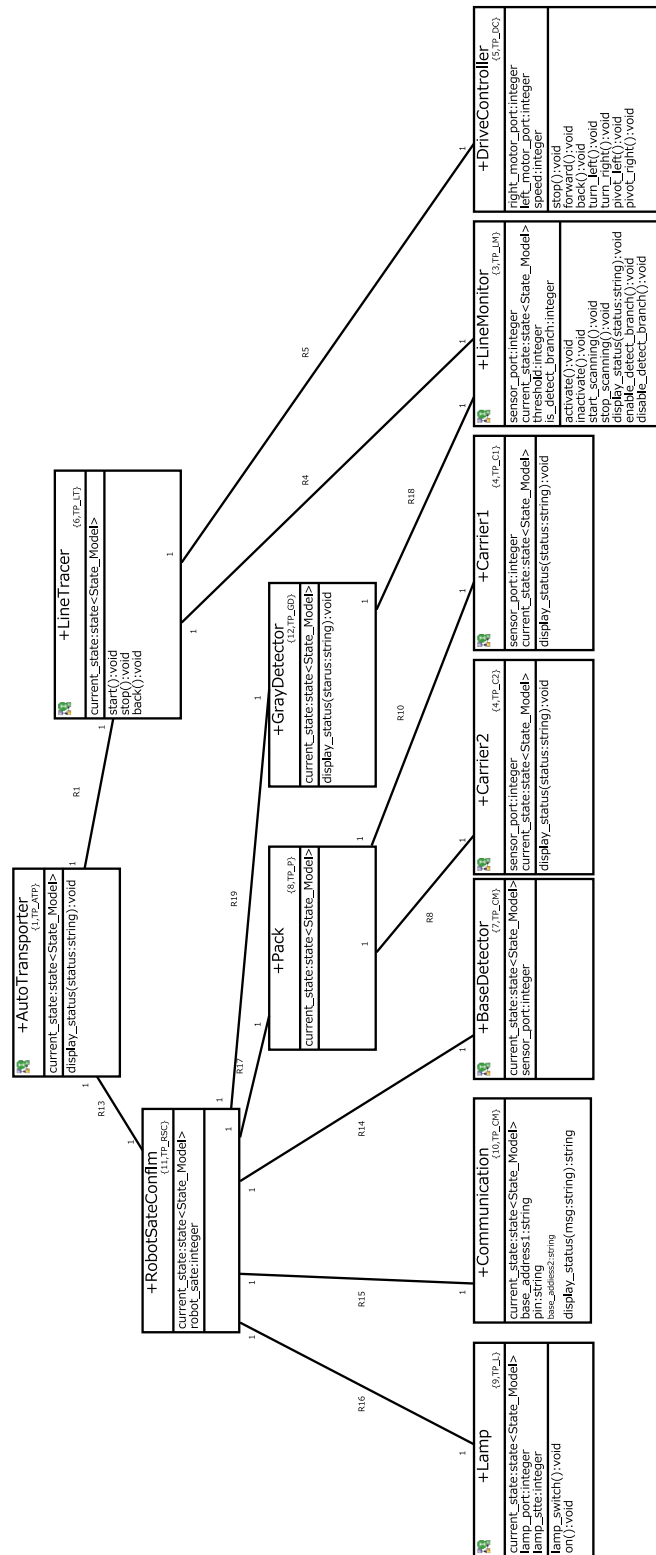 +AutoTransporter
{1,TP_ATP}
current_state:state<State_Model>
display_status(status:string):void
R13
1
1
R1
1
1
+RobotSateConfIm
{11,TP_RSC}
current_state:state<State_Model>
robot_sate:integer
+LineTracer
{6,TP_LT}
current_state:state<State_Model>
start():void
stop():void
back():void
R16
1
1
R15
1
1
R14
1
1
R17
1
1
R19
1
1
R4
1
1
R5
1
1
+Pack
{8,TP_P}
current_state:state<State_Model>
+GrayDetector
{12,TP_GD}
current_state:state<State_Model>
display_status(starus:string):void
R8
1
1
R10
1
1
R18
1
1
+Lamp
{9,TP_L}
current_state:state<State_Model>
lamp_port:integer
lamp_stte:integer
lamp_switch():void
on():void
+Communication
{10,TP_CM}
current_state:state<State_Model>
base_address1:string
pin:string
base_addiess2:string
display_status(msg:string):string
+BaseDetector
{7,TP_CM}
current_state:state<State_Model>
sensor_port:integer
+Carrier2
{4,TP_C2}
sensor_port:integer
current_state:state<State_Model>
display_status(status:string):void
+Carrier1
{4,TP_C1}
sensor_port:integer
current_state:state<State_Model>
display_status(status:string):void
+LineMonitor
{3,TP_LM}
sensor_port:integer
current_state:state<State_Model>
threshold:integer
is_detect_branch:integer
activate():void
inactivate():void
start_scanning():void
stop_scanning():void
display_status(status:string):void
enable_detect_branch():void
disable_detect_branch():void
+DriveController
{5,TP_DC}
right_motor_port:integer
left_motor_port:integer
speed:integer
stop():void
forward():void
back():void
turn_left():void
turn_right():void
pivot_left():void
pivot_right():void